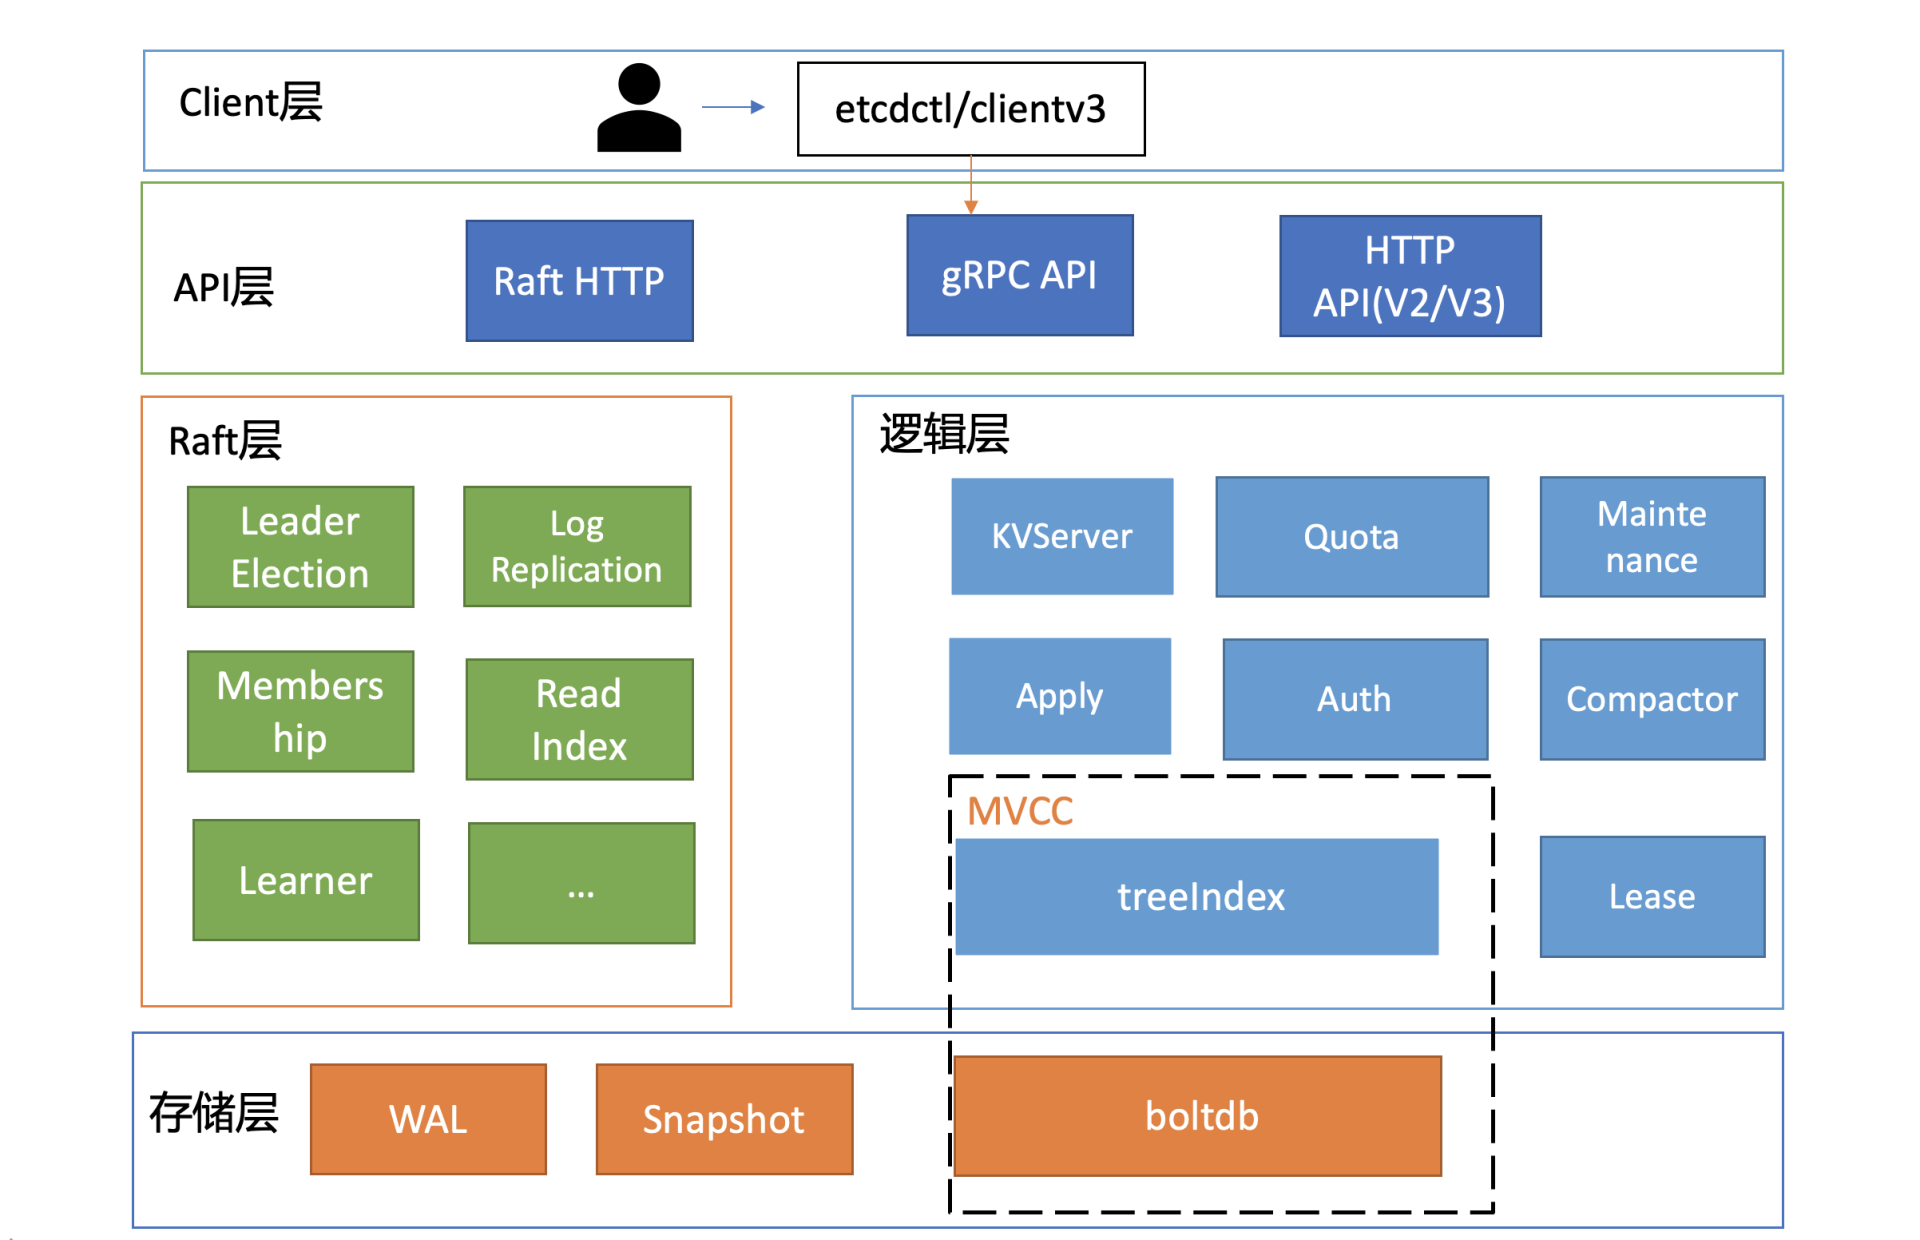 Client层
etcdctl/clientv3
API层
Raft HTTP
gRPC API
HTTP
API(V2/V3)
Raft层
Leader
Election
Log
Replication
Members
hip
Read
Index
Learner
...
逻辑层
KVServer
Quota
Mainte
nance
Apply
Auth
Compactor
MVCC
treeIndex
Lease
存储层
WAL
Snapshot
boltdb